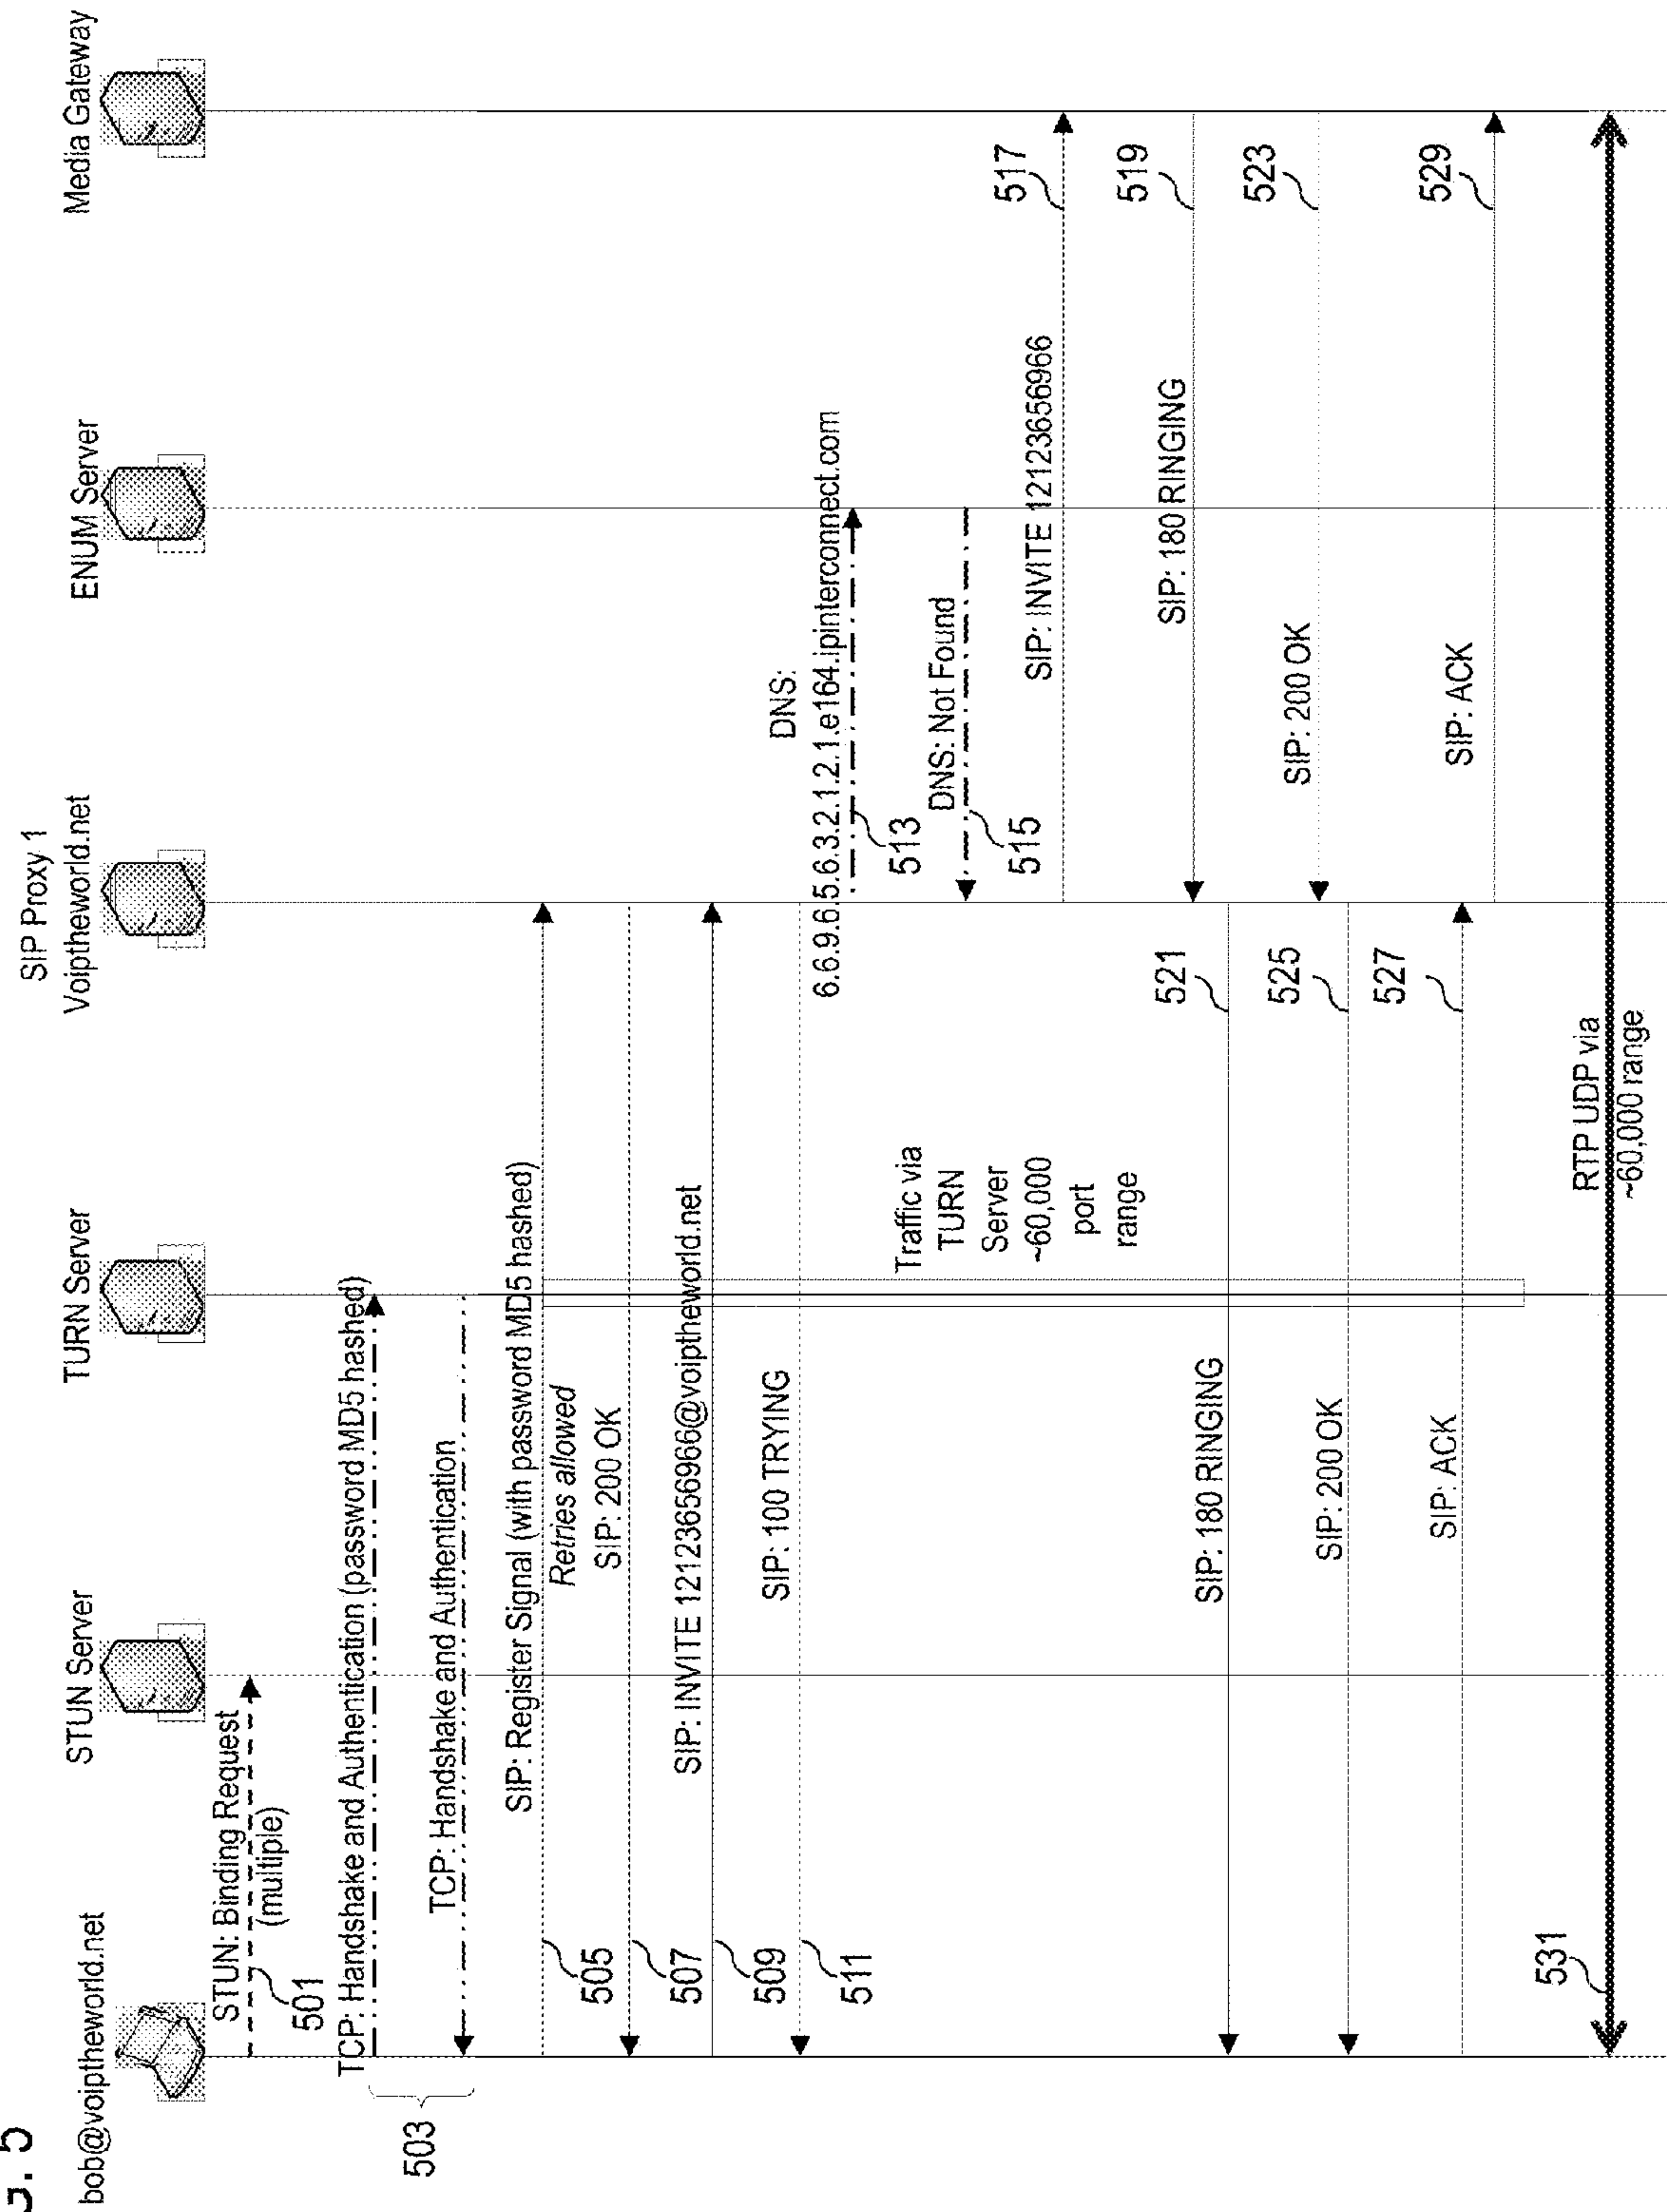 G. 5
bob@voiptheworld.net
STUN Server
TURN Server
SIP Proxy 1
Voiptheworld.net
ENUM Server
Media Gateway
STUN: Binding Request
(multiple)
501
TCP: Handshake and Authentication (password MD5 hashed)
TCP: Handshake and Authentication
503
SIP: Register Signal (with password MD5 hashed)
505
Retries allowed
SIP: 200 OK
507
SIP: INVITE 12123656966@voiptheworld.net
509
SIP: 100 TRYING
511
DNS:
6.6.9.6.5.6.3.2.1.2.1.e164.ipinterconnect.com
513
DNS: Not Found
515
Traffic via
TURN
Server
~60,000
port
range
SIP: INVITE 12123656966
517
SIP: 180 RINGING
519
SIP: 180 RINGING
521
SIP: 200 OK
523
SIP: 200 OK
525
SIP: ACK
527
SIP: ACK
529
RTP UDP via
~60,000 range
531